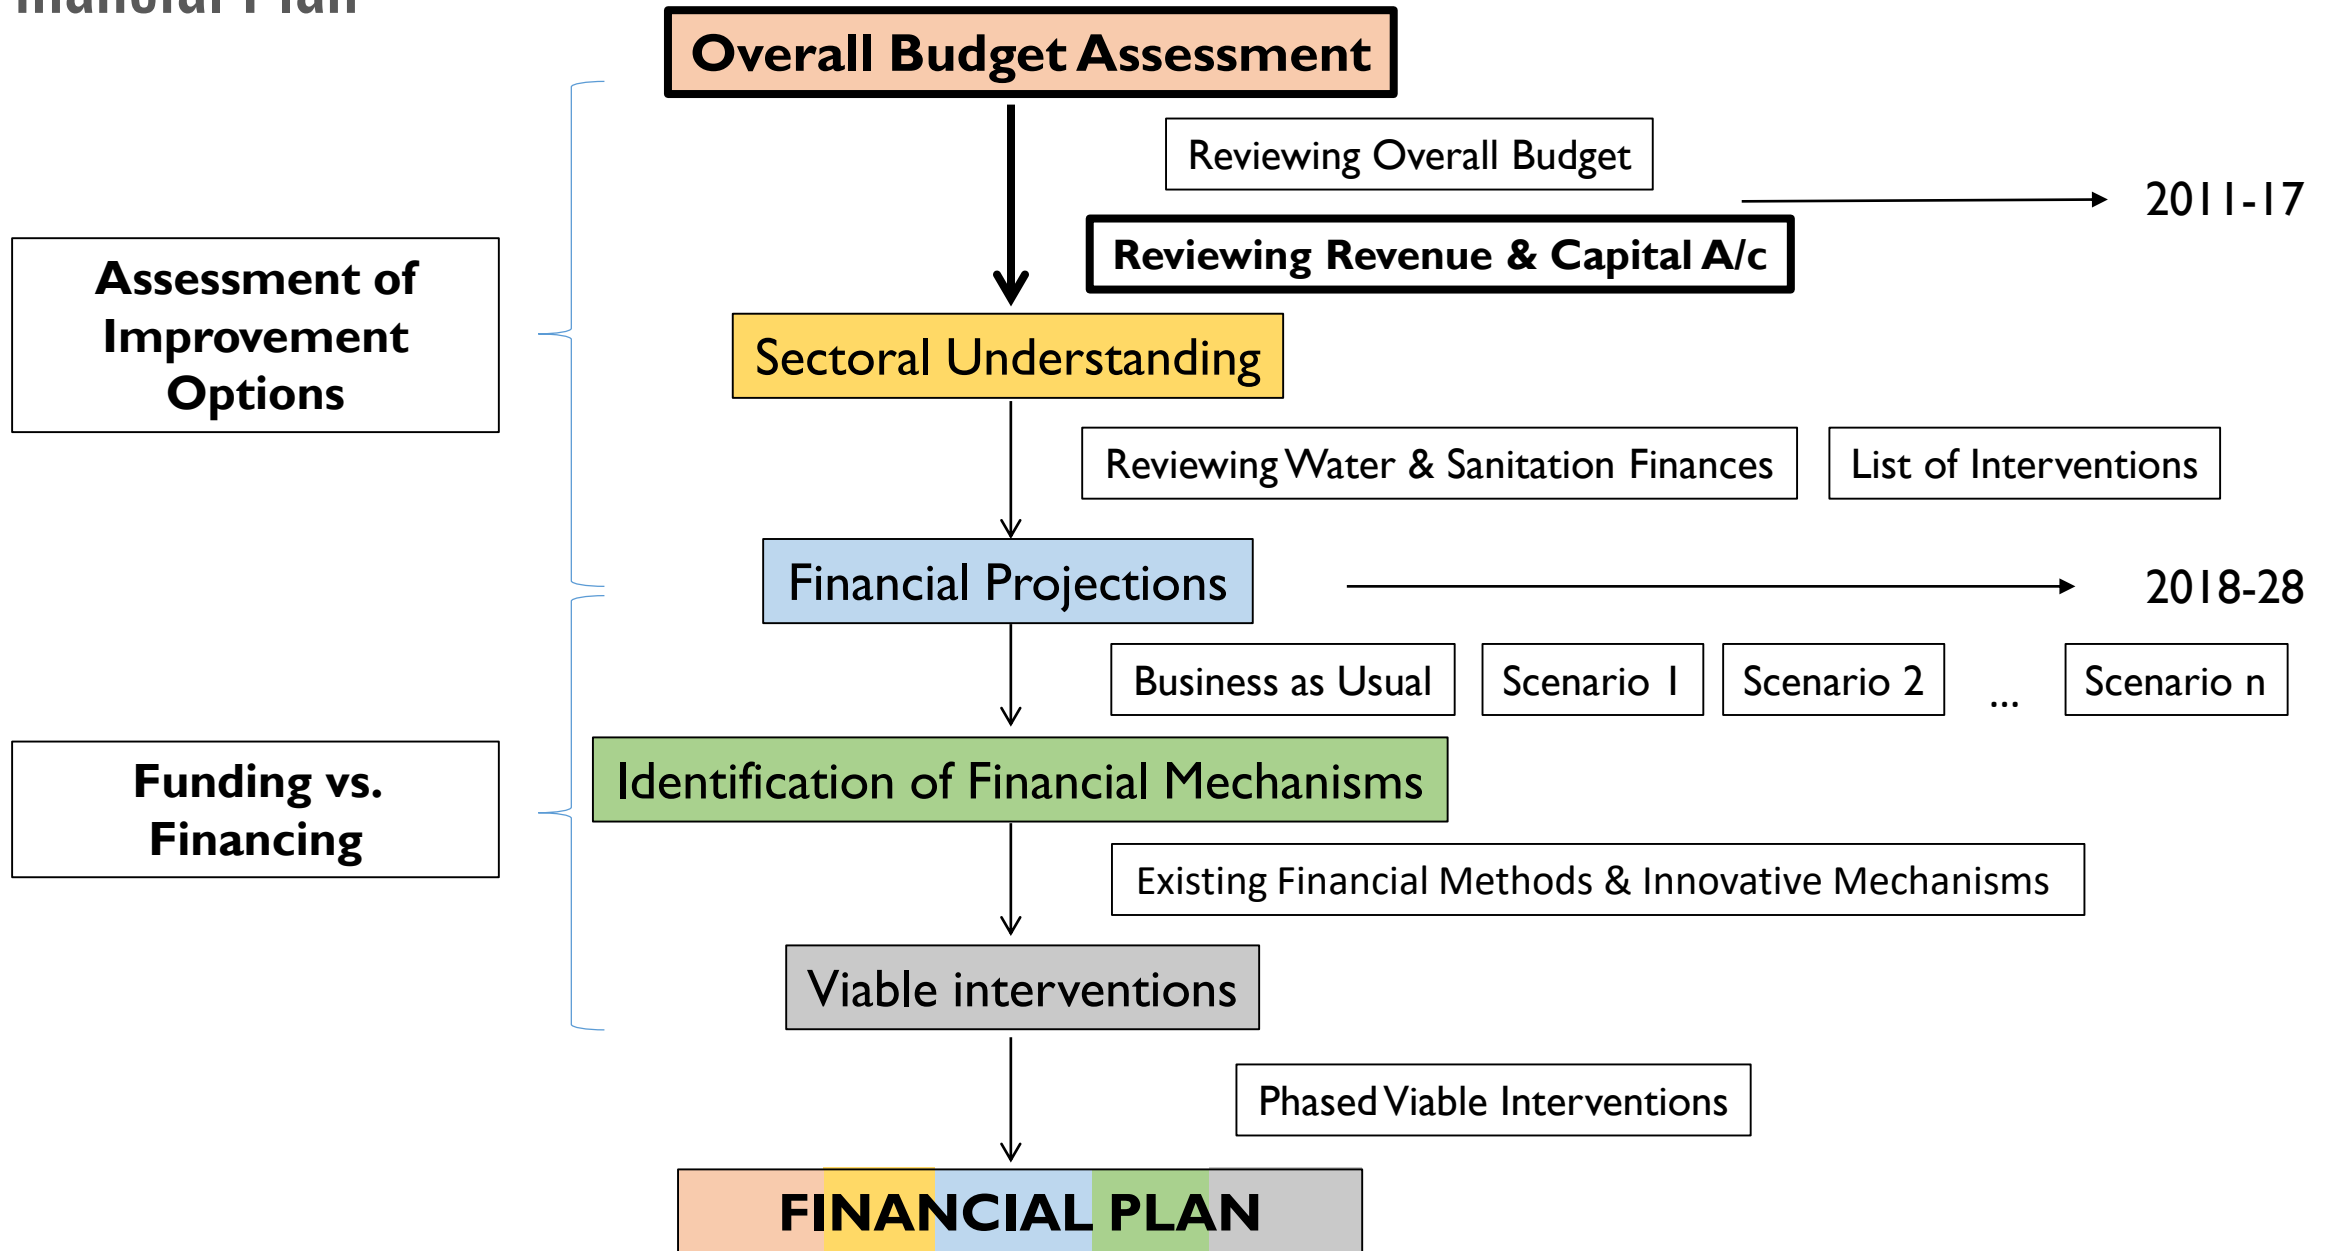 Plan
Overall Budget Assessment
Reviewing Overall Budget
2011-17
Reviewing Revenue & Capital A/c
Assessment of
Improvement
Options
Sectoral Understanding
Reviewing Water & Sanitation Finances
List of Interventions
Financial Projections
2018-28
Business as Usual
Scenario 1
Scenario 2
...
Scenario n
Funding vs.
Financing
Identification of Financial Mechanisms
Existing Financial Methods & Innovative Mechanisms
Viable interventions
Phased Viable Interventions
FINANCIAL PLAN